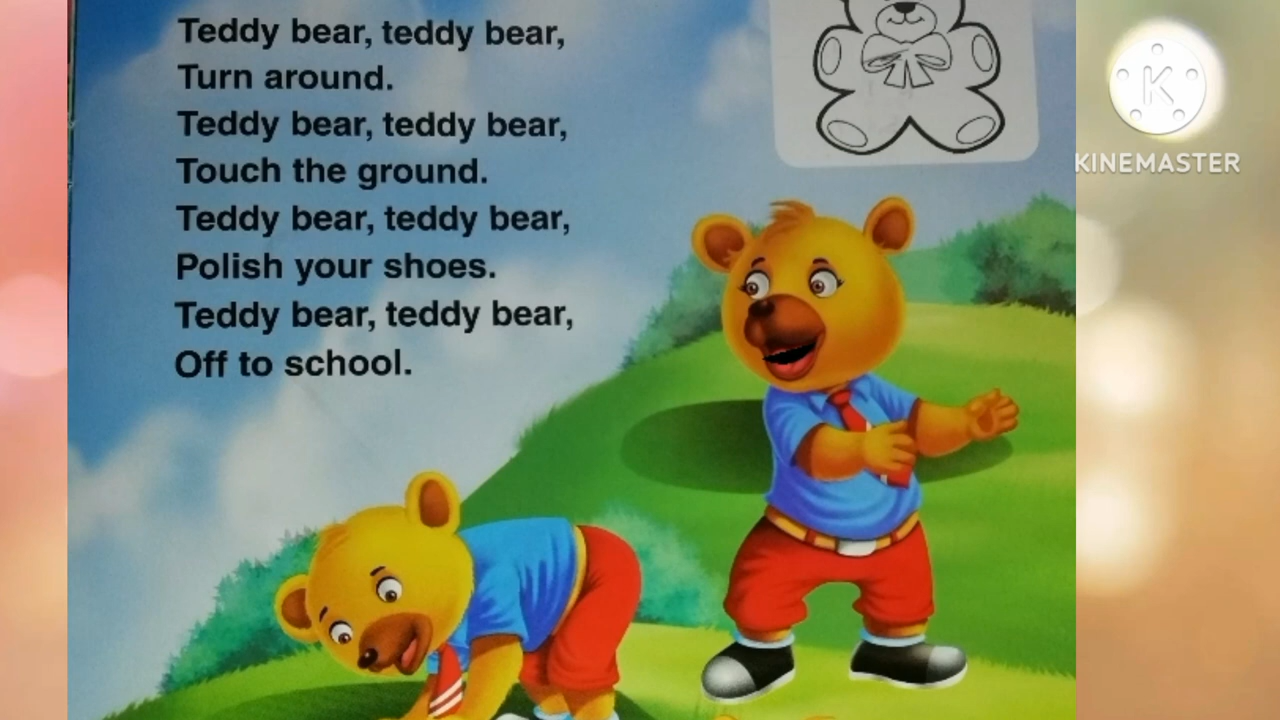 Teddy bear, teddy bear,
Turn around.
Teddy bear, teddy bear,
Touch the ground.
Teddy bear, teddy bear,
Polish your shoes.
Teddy bear, teddy bear,
Off to school.
K
KINEMASTER